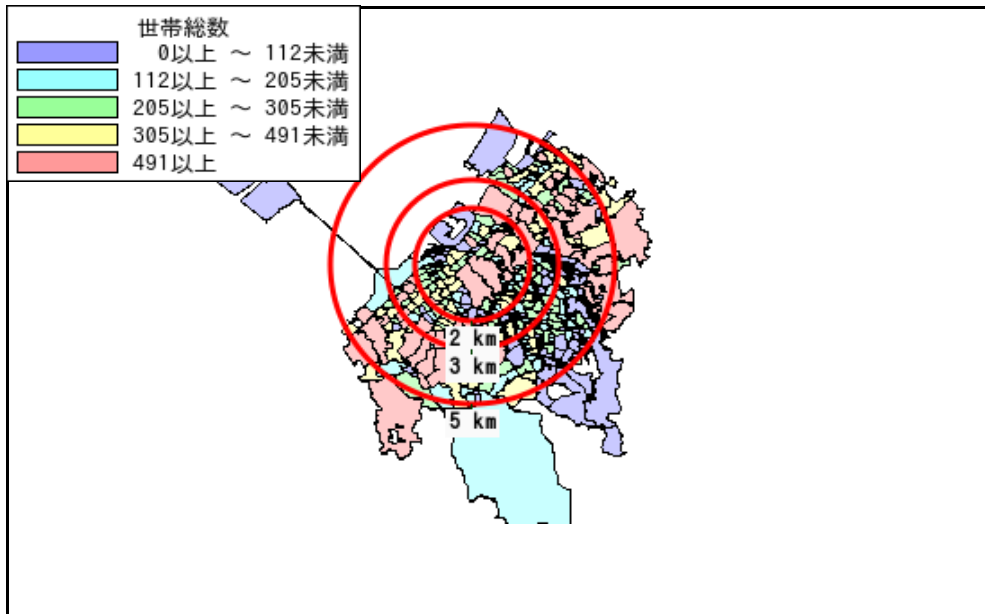 世帯総数
0以上 ～ 112未満
112以上 ～ 205未満
205以上 ～ 305未満
305以上 ～ 491未満
491以上
2 km
3 km
5 km